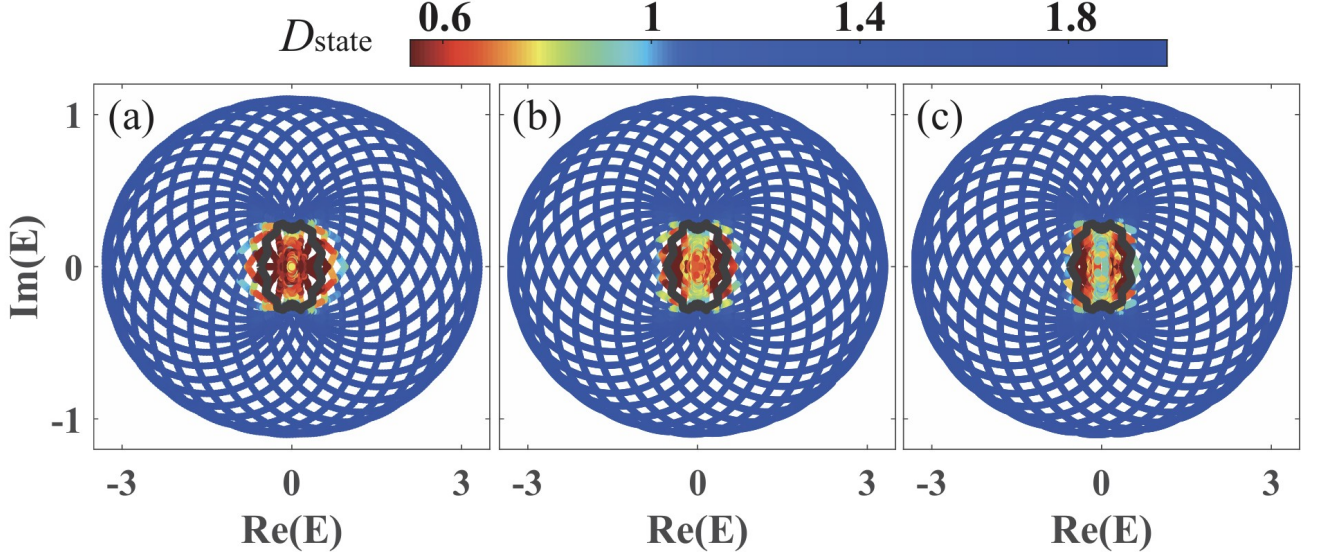 Dstate 0.6 1 1.4 1.8
(a) (b) (c)
1
0
-1
Im(E)
-3 0 3 -3 0 3 -3 0 3
Re(E) Re(E) Re(E)